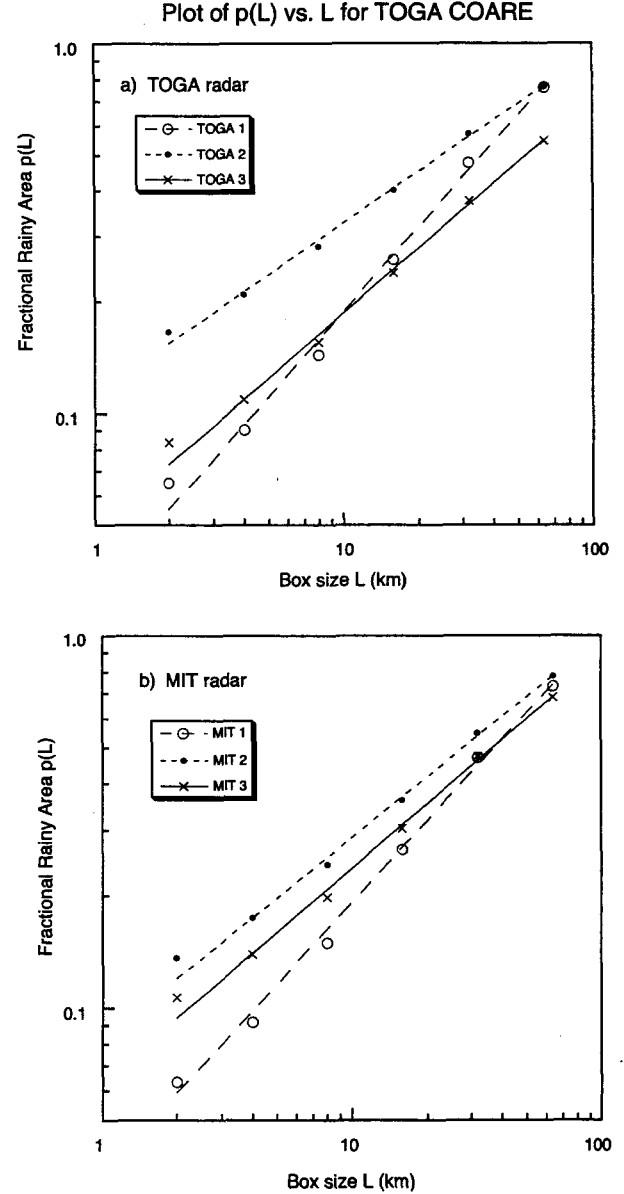 Plot of p(L) vs. L for TOGA COARE
1.0
a) TOGA radar
TOGA 1
TOGA 2
TOGA 3
Fractional Rainy Area p(L)
0.1
1
10
100
Box size L (km)
1.0
b) MIT radar
MIT 1
MIT 2
MIT 3
Fractional Rainy Area p(L)
0.1
1
10
100
Box size L (km)